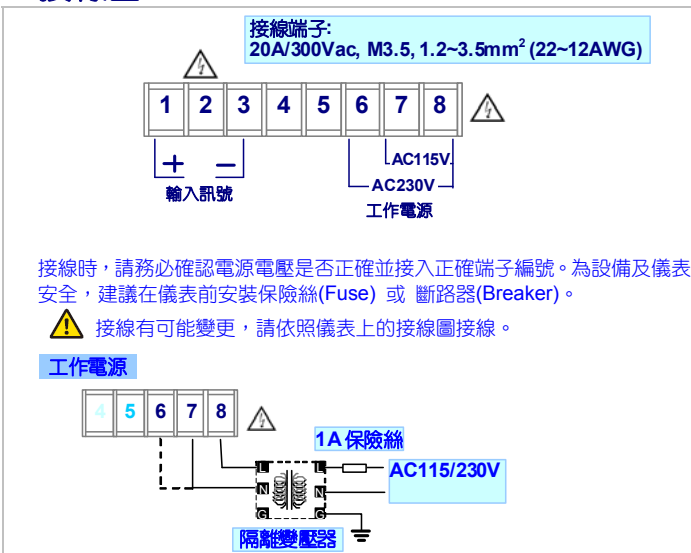 接線端子:
20A/300Vac, M3.5, 1.2~3.5mm² (22~12AWG)
1 2 3 4 5 6 7 8
+ −
AC115V
輸入訊號
AC230V
工作電源
接線時，請務必確認電源電壓是否正確並接入正確端子編號。為設備及儀表
安全，建議在儀表前安裝保險絲(Fuse) 或 斷路器(Breaker)。
接線有可能變更，請依照儀表上的接線圖接線。
工作電源
4 5 6 7 8
1A 保險絲
L L AC115/230V
N N
G G
隔離變壓器